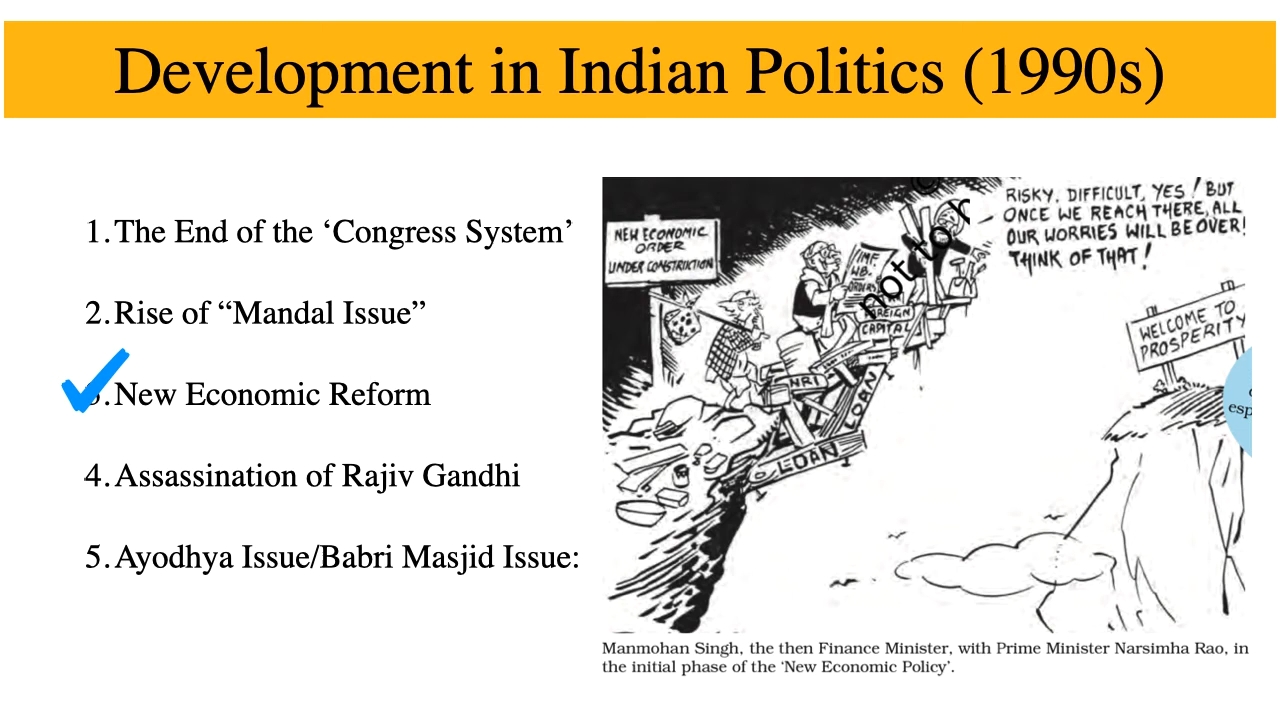 Development in Indian Politics (1990s)
1. The End of the ‘Congress System’
2. Rise of “Mandal Issue”
New Economic Reform
4. Assassination of Rajiv Gandhi
5. Ayodhya Issue/Babri Masjid Issue:
NEW ECONOMIC
ORDER
UNDER CONSTRUCTION
RISKY, DIFFICULT, YES! BUT
ONCE WE REACH THERE, ALL
OUR WORRIES WILL BE OVER!
THINK OF THAT!
©
not to r
IMF,
WB.
ORDERS
FOREIGN
CAPITAL
NRI
LOAN
LOAN
WELCOME TO
PROSPERITY
esp
Manmohan Singh, the then Finance Minister, with Prime Minister Narsimha Rao, in
the initial phase of the ‘New Economic Policy’.